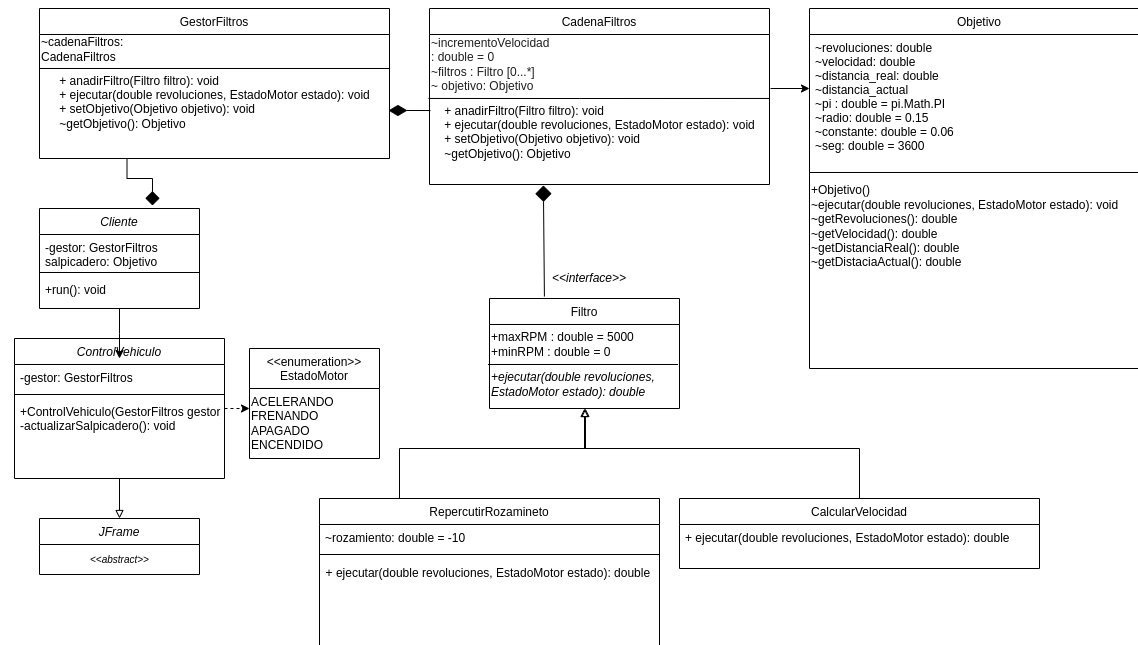 GestorFiltros
~cadenaFiltros:
CadenaFiltros
+ anadirFiltro(Filtro filtro): void
+ ejecutar(double revoluciones, EstadoMotor estado): void
+ setObjetivo(Objetivo objetivo): void
~getObjetivo(): Objetivo
CadenaFiltros
~incrementoVelocidad
: double = 0
~filtros : Filtro [0...*]
~ objetivo: Objetivo
+ anadirFiltro(Filtro filtro): void
+ ejecutar(double revoluciones, EstadoMotor estado): void
+ setObjetivo(Objetivo objetivo): void
~getObjetivo(): Objetivo
Objetivo
~revoluciones: double
~velocidad: double
~distancia_real: double
~distancia_actual
~pi : double = pi.Math.PI
~radio: double = 0.15
~constante: double = 0.06
~seg: double = 3600
+Objetivo()
~ejecutar(double revoluciones, EstadoMotor estado): void
~getRevoluciones(): double
~getVelocidad(): double
~getDistanciaReal(): double
~getDistaciaActual(): double
Cliente
-gestor: GestorFiltros
salpicadero: Objetivo
+run(): void
<<interface>>
Filtro
+maxRPM : double = 5000
+minRPM : double = 0
+ejecutar(double revoluciones,
EstadoMotor estado): double
ControlVehiculo
-gestor: GestorFiltros
+ControlVehiculo(GestorFiltros gestor
-actualizarSalpicadero(): void
<<enumeration>>
EstadoMotor
ACELERANDO
FRENANDO
APAGADO
ENCENDIDO
JFrame
<<abstract>>
RepercutirRozamineto
~rozamiento: double = -10
+ ejecutar(double revoluciones, EstadoMotor estado): double
CalcularVelocidad
+ ejecutar(double revoluciones, EstadoMotor estado): double